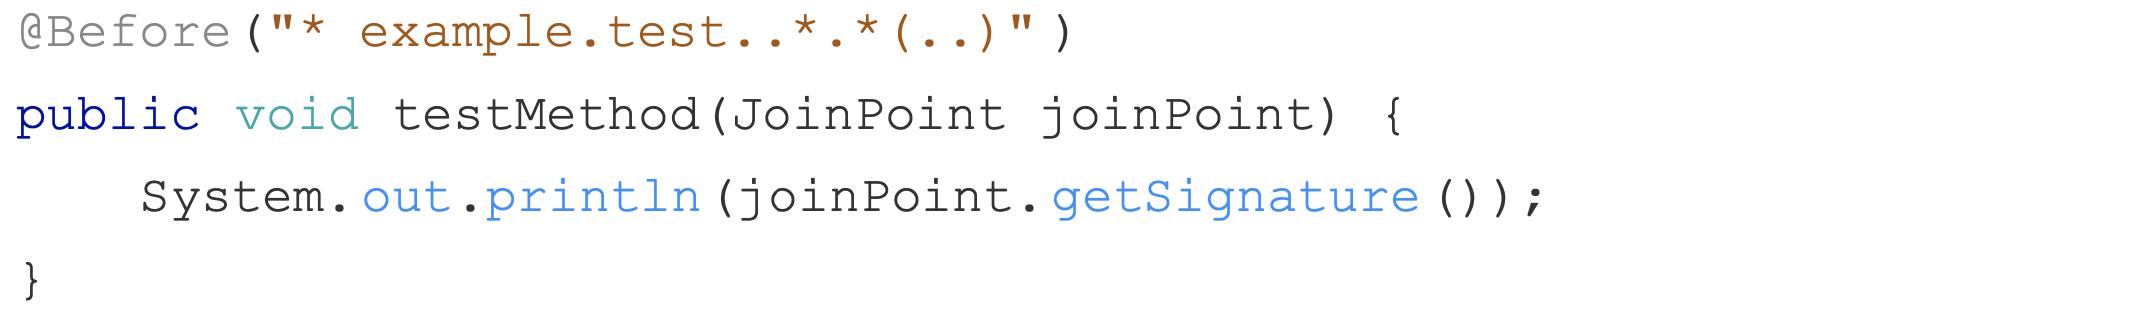 @Before("* example.test..*.*(..)")
public void testMethod(JoinPoint joinPoint) {
    System.out.println(joinPoint.getSignature());
}